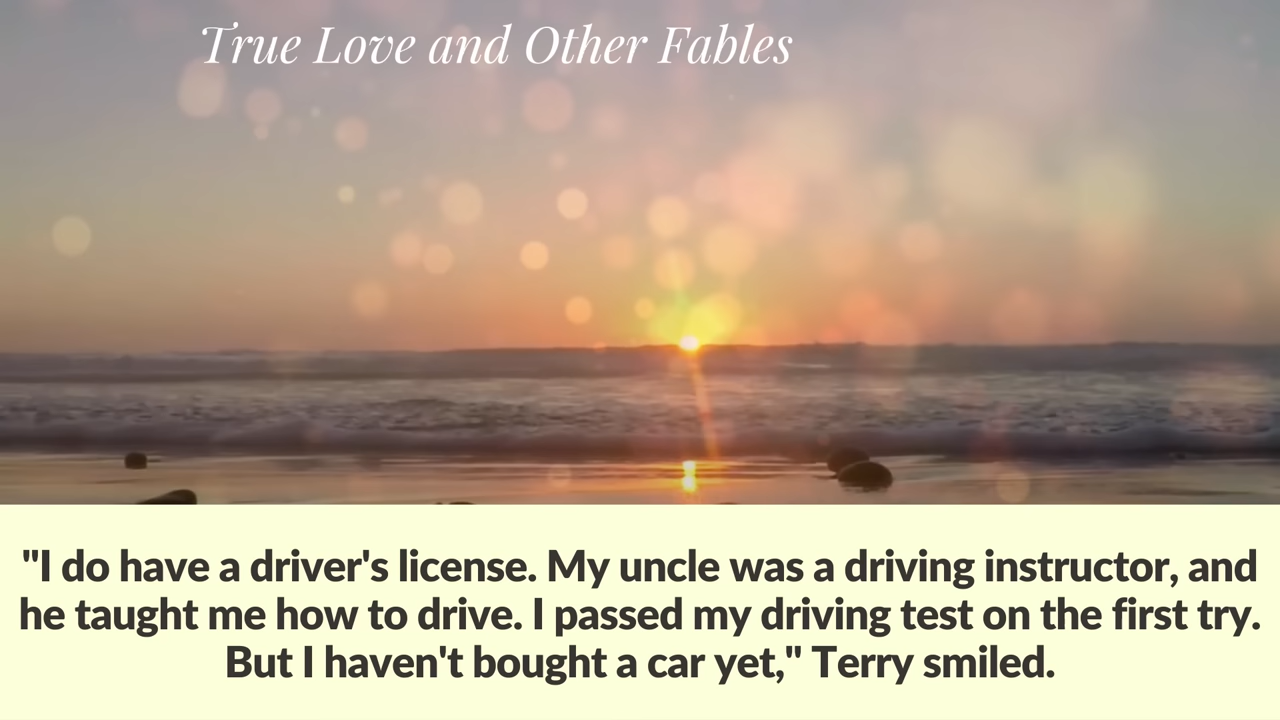 True Love and Other Fables
"I do have a driver's license. My uncle was a driving instructor, and
he taught me how to drive. I passed my driving test on the first try.
But I haven't bought a car yet," Terry smiled.